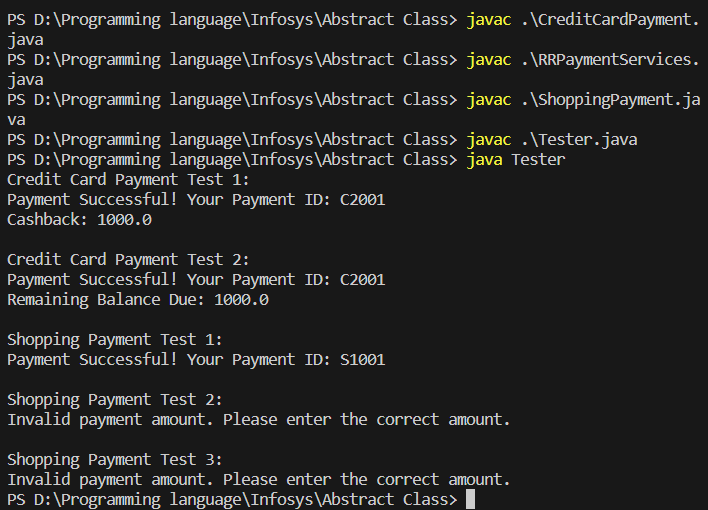 PS D:\Programming language\Infosys\Abstract Class> javac .\CreditCardPayment.
java
PS D:\Programming language\Infosys\Abstract Class> javac .\RRPaymentServices.
java
PS D:\Programming language\Infosys\Abstract Class> javac .\ShoppingPayment.ja
va
PS D:\Programming language\Infosys\Abstract Class> javac .\Tester.java
PS D:\Programming language\Infosys\Abstract Class> java Tester
Credit Card Payment Test 1:
Payment Successful! Your Payment ID: C2001
Cashback: 1000.0

Credit Card Payment Test 2:
Payment Successful! Your Payment ID: C2001
Remaining Balance Due: 1000.0

Shopping Payment Test 1:
Payment Successful! Your Payment ID: S1001

Shopping Payment Test 2:
Invalid payment amount. Please enter the correct amount.

Shopping Payment Test 3:
Invalid payment amount. Please enter the correct amount.
PS D:\Programming language\Infosys\Abstract Class>